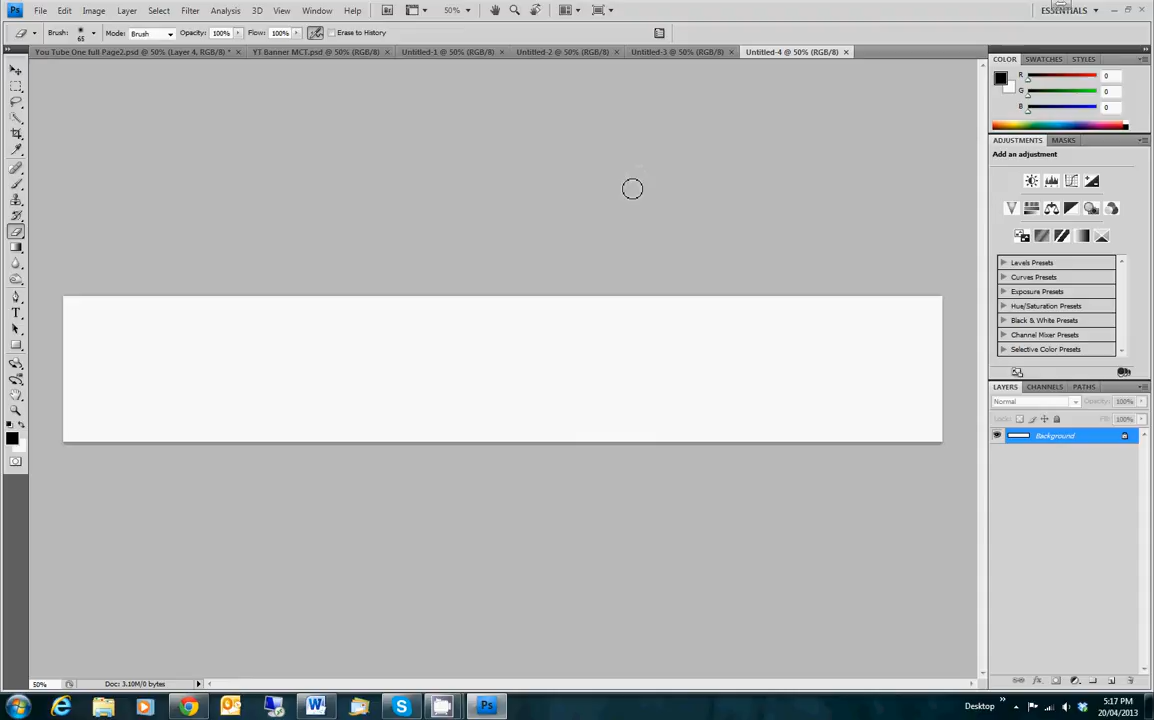 Ps File Edit Image Layer Select Filter Analysis 3D View Window Help Br 50% ESSENTIALS
Brush: 65 Mode: Brush Opacity: 100% Flow: 100% Erase to History
You Tube One full Page2.psd @ 50% (Layer 4, RGB/8) * × YT Banner MCT.psd @ 50% (RGB/8) × Untitled-1 @ 50% (RGB/8) × Untitled-2 @ 50% (RGB/8) × Untitled-3 @ 50% (RGB/8) × Untitled-4 @ 50% (RGB/8) ×
COLOR SWATCHES STYLES
R 0
G 0
B 0
ADJUSTMENTS MASKS
Add an adjustment
Levels Presets
Curves Presets
Exposure Presets
Hue/Saturation Presets
Black & White Presets
Channel Mixer Presets
Selective Color Presets
LAYERS CHANNELS PATHS
Normal Opacity: 100%
Lock: Fill: 100%
Background
T
50% Doc: 3.10M/0 bytes
W S Ps Desktop 5:17 PM
20/04/2013